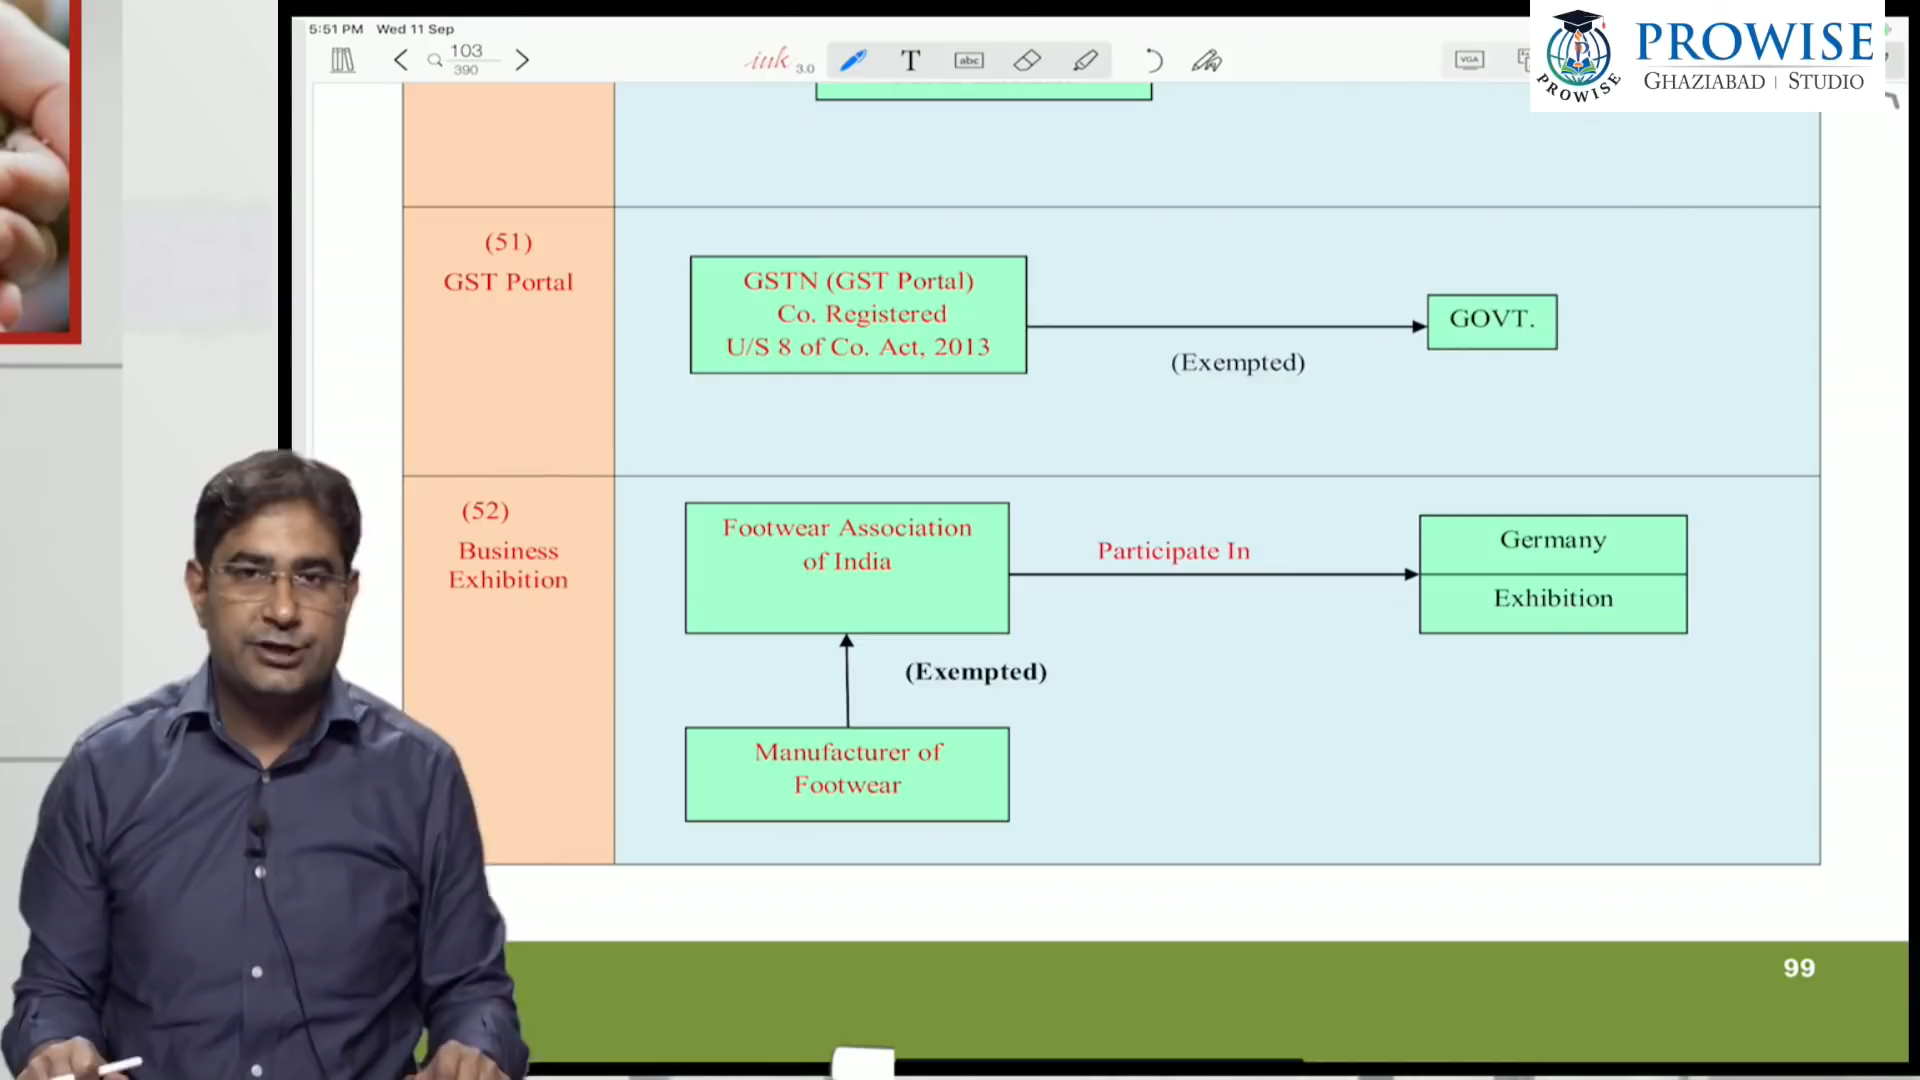 5:51 PM Wed 11 Sep
103
390
ink 3.0
T
abc
VGA
PROWISE
PROWISE
GHAZIABAD | STUDIO
(51)
GST Portal
GSTN (GST Portal)
Co. Registered
U/S 8 of Co. Act, 2013
(Exempted)
GOVT.
(52)
Business
Exhibition
Footwear Association
of India
Participate In
Germany
Exhibition
(Exempted)
Manufacturer of
Footwear
99